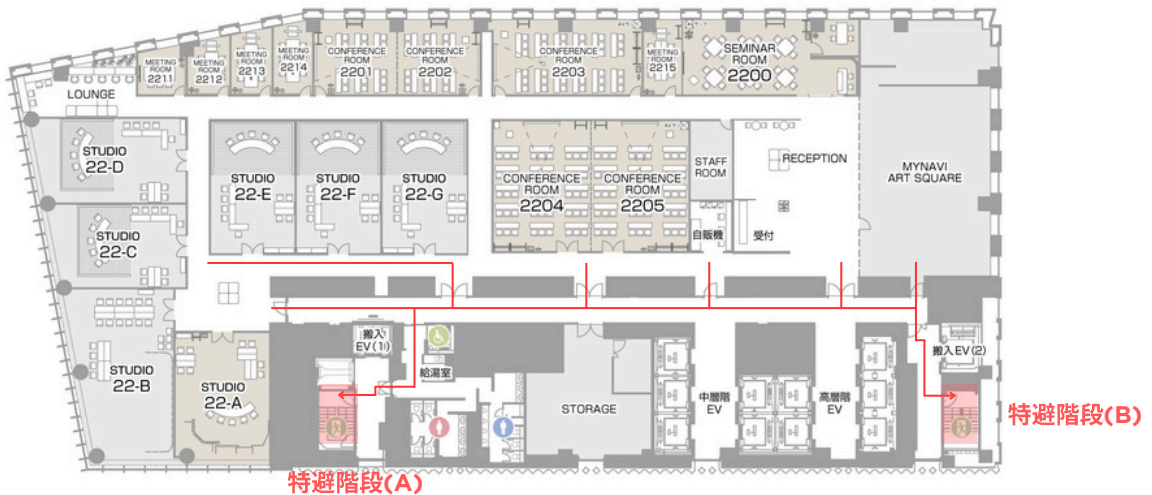 MEETING
ROOM
2211
MEETING
ROOM
2212
MEETING
ROOM
2213
MEETING
ROOM
2214
CONFERENCE
ROOM
2201
CONFERENCE
ROOM
2202
CONFERENCE
ROOM
2203
MEETING
ROOM
2215
SEMINAR
ROOM
2200
LOUNGE
STUDIO
22-D
STUDIO
22-E
STUDIO
22-F
STUDIO
22-G
CONFERENCE
ROOM
2204
CONFERENCE
ROOM
2205
STAFF
ROOM
RECEPTION
MYNAVI
ART SQUARE
STUDIO
22-C
自販機
受付
STUDIO
22-B
STUDIO
22-A
搬入
EV(1)
給湯室
STORAGE
中層階
EV
高層階
EV
搬入EV(2)
特避階段(B)
特避階段(A)